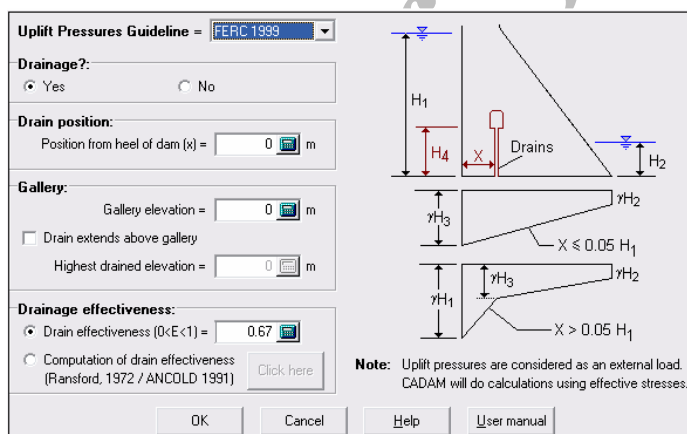 Uplift Pressures Guideline = FERC 1999
Drainage?:
Yes No
Drain position:
Position from heel of dam (x) = 0 m
Gallery:
Gallery elevation = 0 m
Drain extends above gallery
Highest drained elevation = 0 m
Drainage effectiveness:
Drain effectiveness (0<E<1) = 0.67
Computation of drain effectiveness
(Ransford, 1972 / ANCOLD 1991)
Click here
H1
H4
X
Drains
H2
γH3
γH2
X ≤ 0.05 H1
γH1
γH3
γH2
X > 0.05 H1
Note: Uplift pressures are considered as an external load.
CADAM will do calculations using effective stresses.
OK Cancel Help User manual